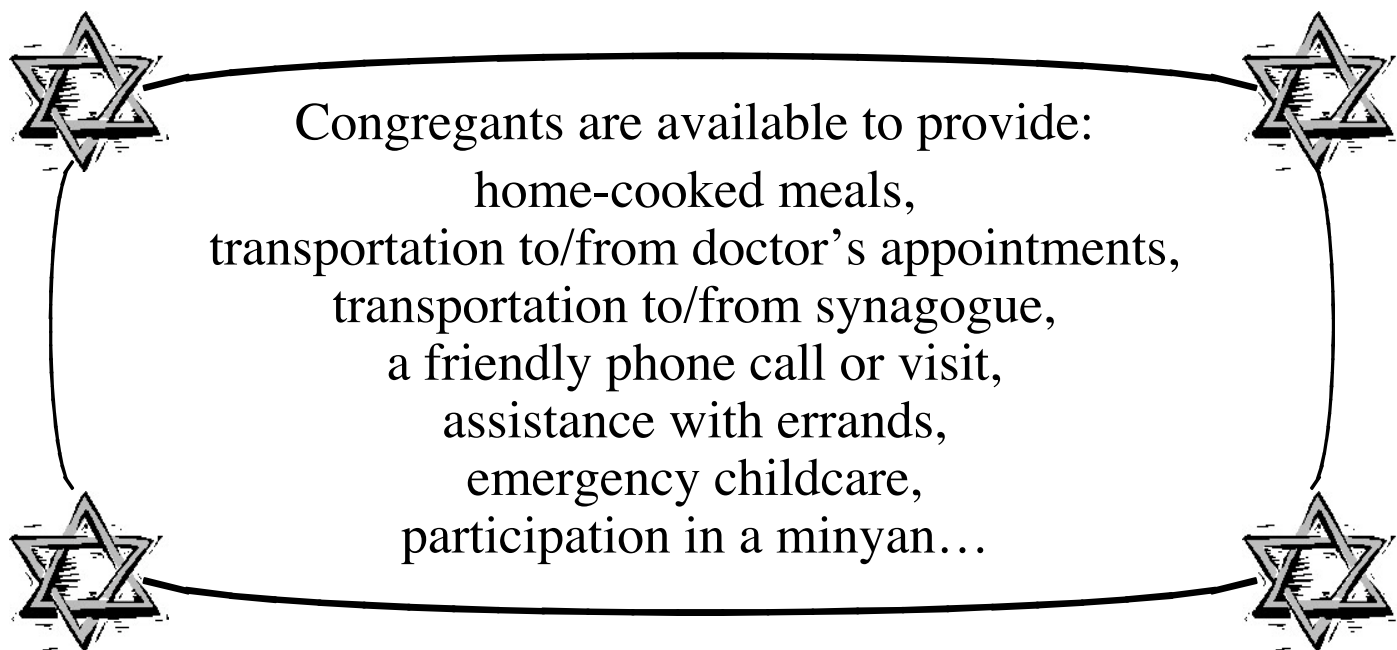 Congregants are available to provide:
home-cooked meals,
transportation to/from doctor’s appointments,
transportation to/from synagogue,
a friendly phone call or visit,
assistance with errands,
emergency childcare,
participation in a minyan…